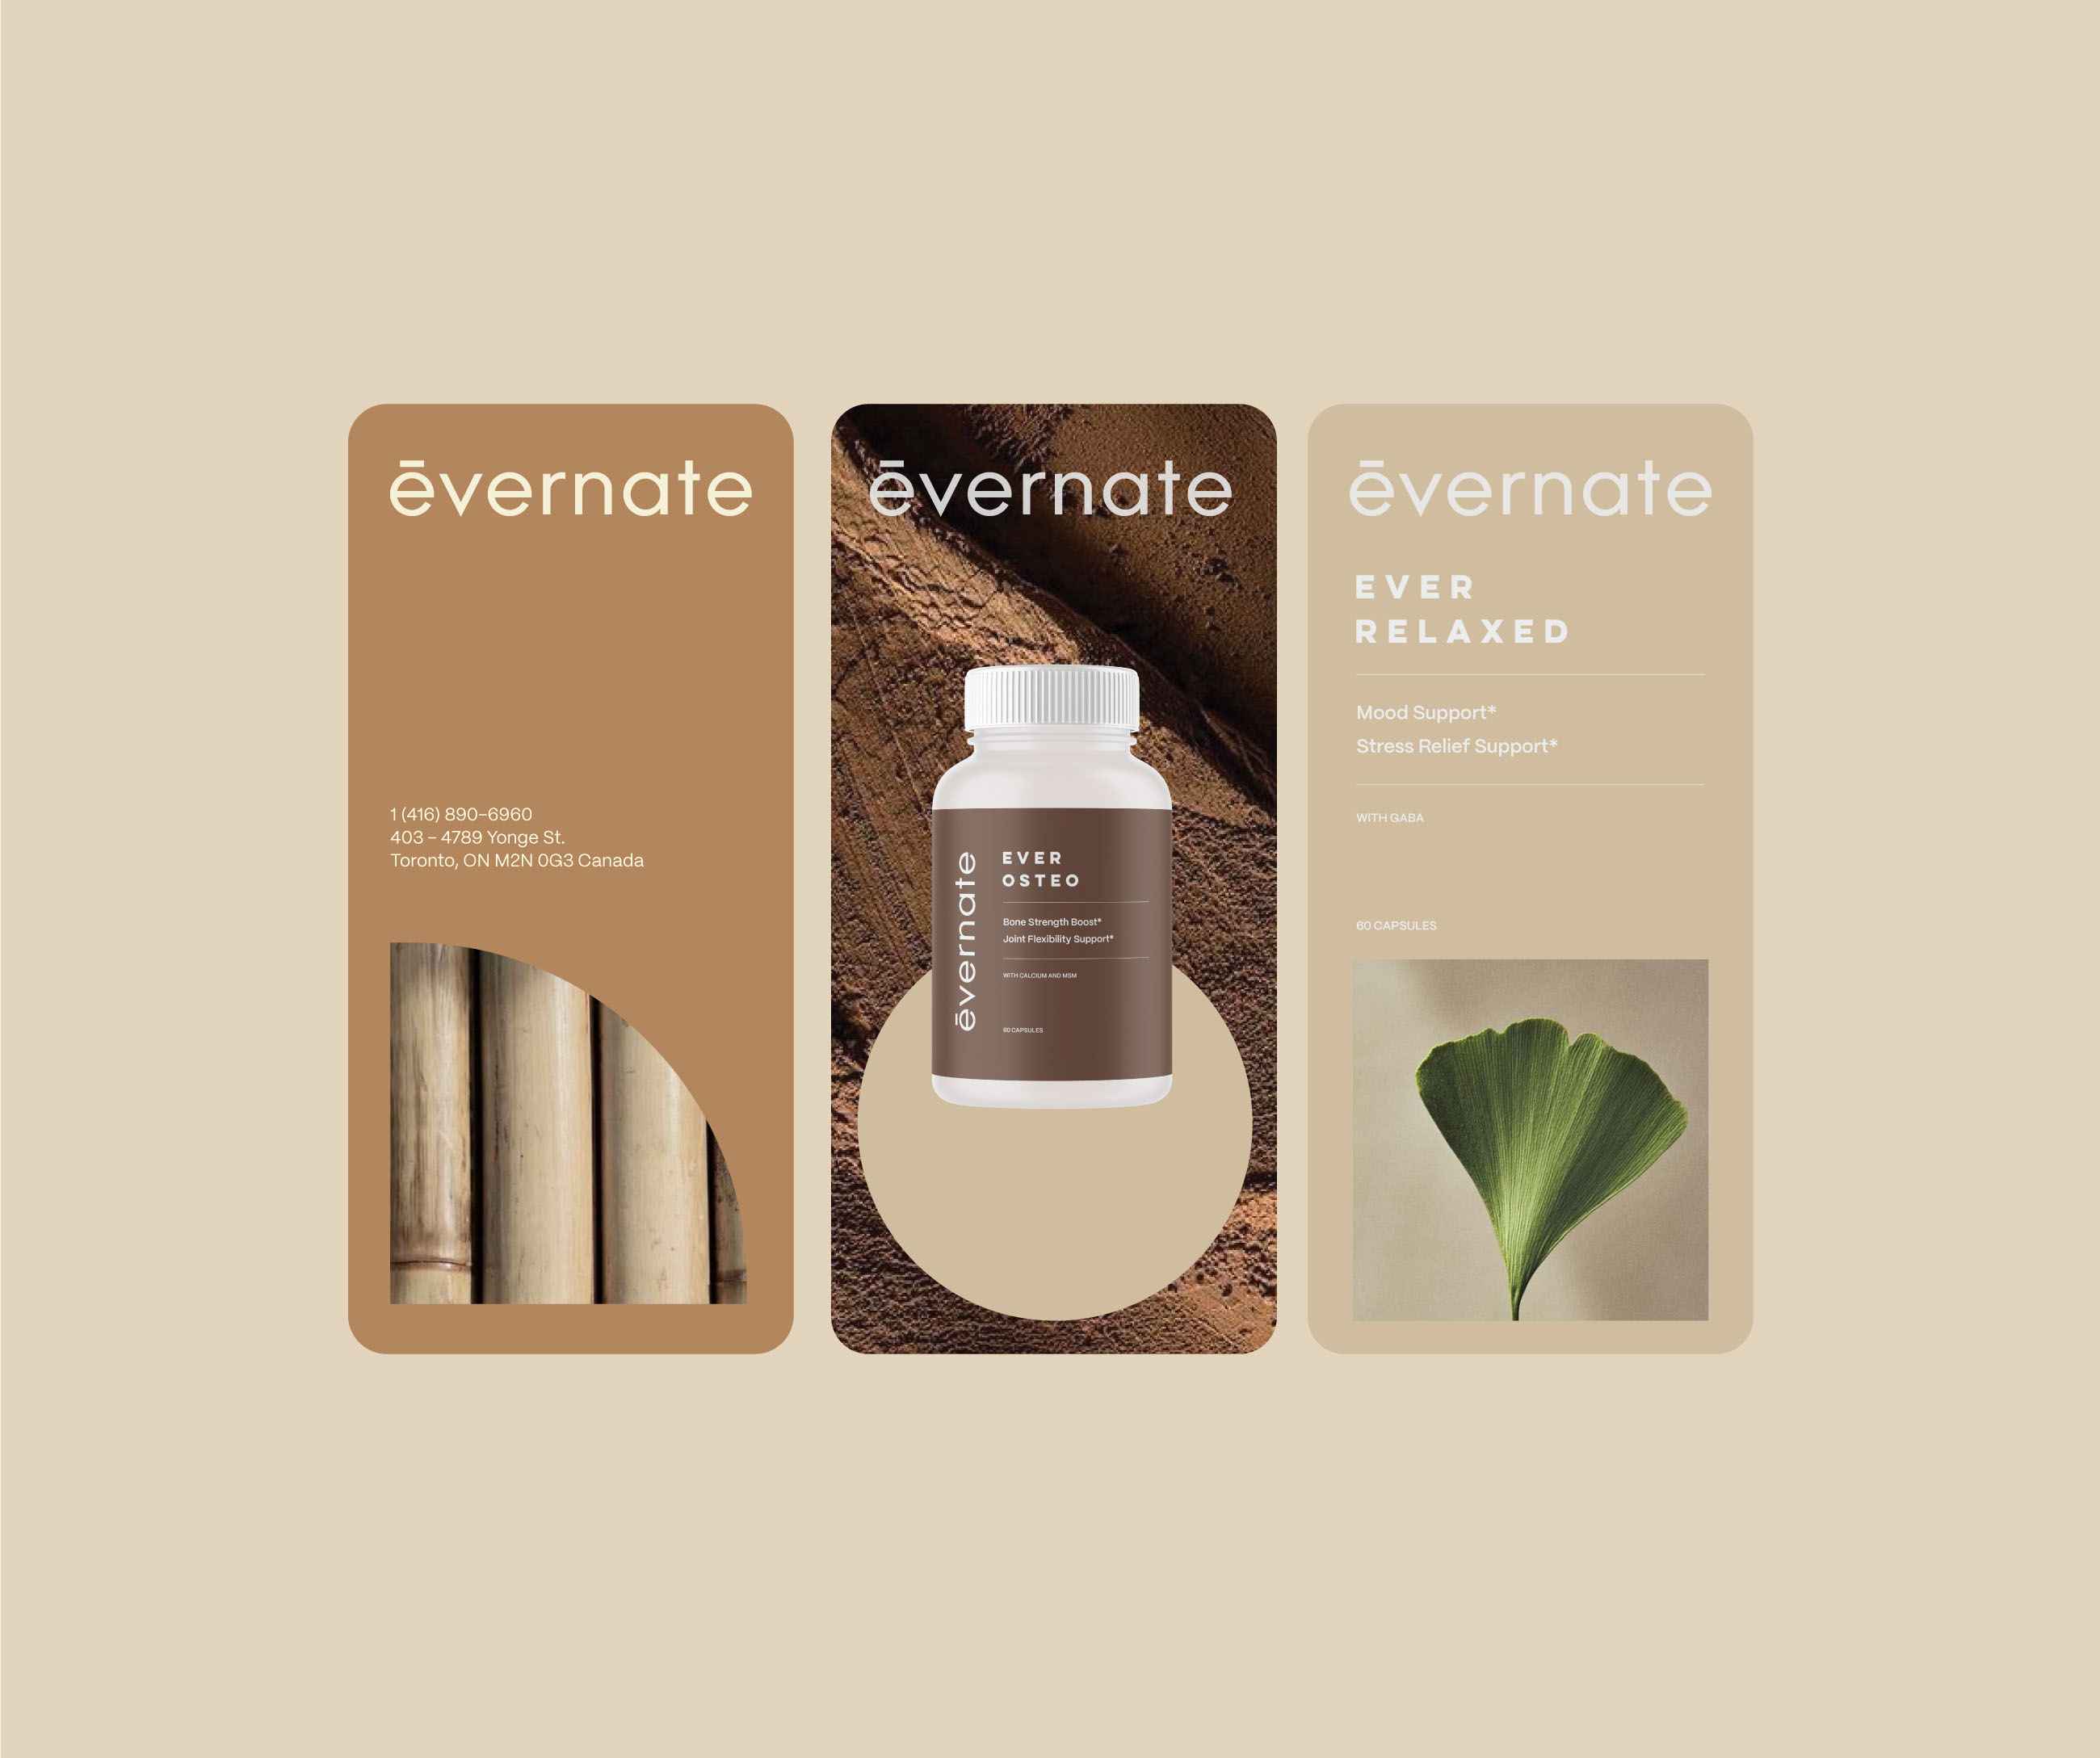 ēvernate
1 (416) 890-6960
403 - 4789 Yonge St.
Toronto, ON M2N 0G3 Canada
ēvernate
ēvernate
EVER
OSTEO
Bone Strength Boost*
Joint Flexibility Support*
WITH CALCIUM AND MSM
60 CAPSULES
ēvernate
EVER
RELAXED
Mood Support*
Stress Relief Support*
WITH GABA
60 CAPSULES